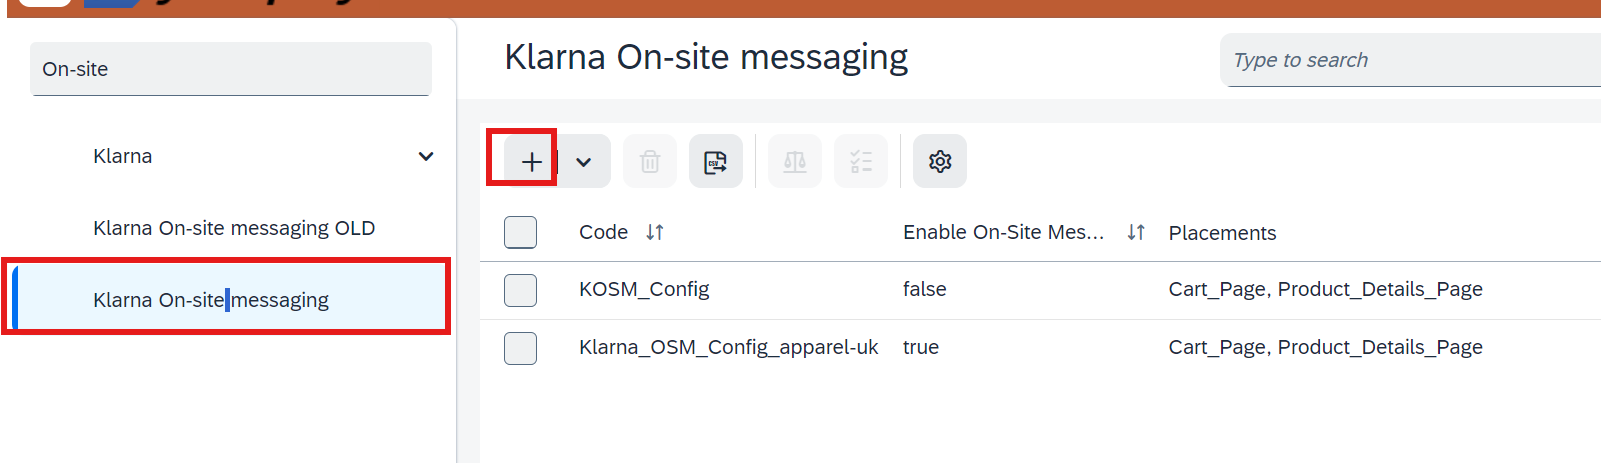 On-site
Klarna
Klarna On-site messaging OLD
Klarna On-site messaging
Klarna On-site messaging
Type to search
CSV
Code Enable On-Site Mes... Placements
KOSM_Config false Cart_Page, Product_Details_Page
Klarna_OSM_Config_apparel-uk true Cart_Page, Product_Details_Page